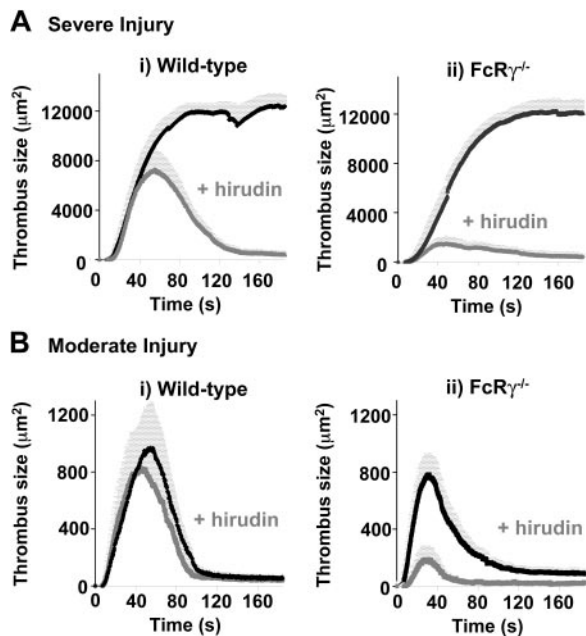 A Severe Injury
i) Wild-type
Thrombus size (μm²)
12000
8000
4000
0
+ hirudin
0 40 80 120 160
Time (s)
ii) FcRγ-/-
Thrombus size (μm²)
12000
8000
4000
0
+ hirudin
0 40 80 120 160
Time (s)
B Moderate Injury
i) Wild-type
Thrombus size (μm²)
1200
800
400
0
+ hirudin
0 40 80 120 160
Time (s)
ii) FcRγ-/-
Thrombus size (μm²)
1200
800
400
0
+ hirudin
0 40 80 120 160
Time (s)